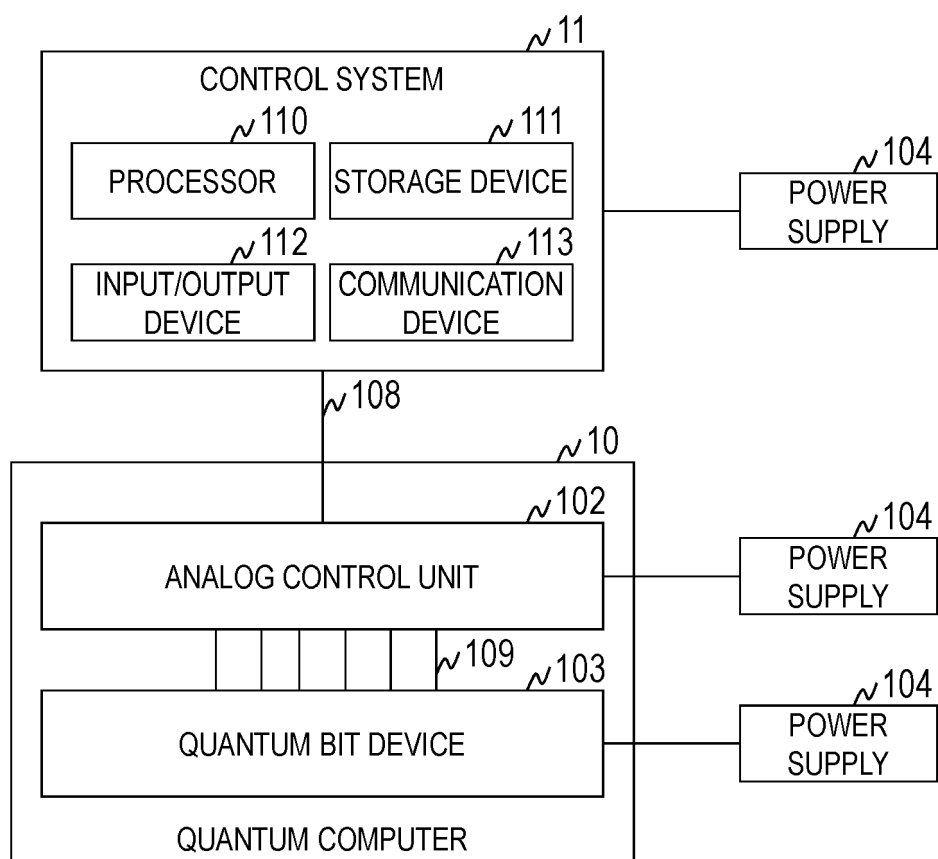 11
CONTROL SYSTEM
110
111
PROCESSOR
STORAGE DEVICE
104
POWER
SUPPLY
112
113
INPUT/OUTPUT
DEVICE
COMMUNICATION
DEVICE
108
10
102
ANALOG CONTROL UNIT
104
POWER
SUPPLY
109
103
QUANTUM BIT DEVICE
104
POWER
SUPPLY
QUANTUM COMPUTER